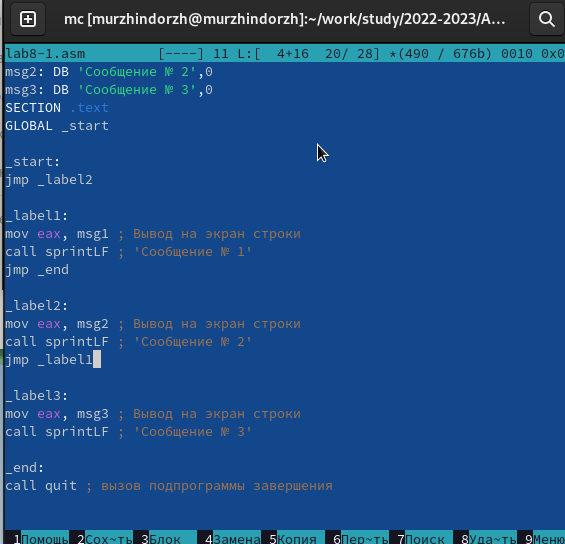 mc [murzhindorzh@murzhindorzh]:~/work/study/2022-2023/А...
lab8-1.asm [----] 11 L:[ 4+16 20/ 28] *(490 / 676b) 0010 0x0
msg2: DB 'Сообщение № 2',0
msg3: DB 'Сообщение № 3',0
SECTION .text
GLOBAL _start
_start:
jmp _label2
_label1:
mov eax, msg1 ; Вывод на экран строки
call sprintLF ; 'Сообщение № 1'
jmp _end
_label2:
mov eax, msg2 ; Вывод на экран строки
call sprintLF ; 'Сообщение № 2'
jmp _label1
_label3:
mov eax, msg3 ; Вывод на экран строки
call sprintLF ; 'Сообщение № 3'
_end:
call quit ; вызов подпрограммы завершения
1Помощь 2Сох~ть 3Блок 4Замена 5Копия 6Пер~ть 7Поиск 8Уда~ть 9Меню